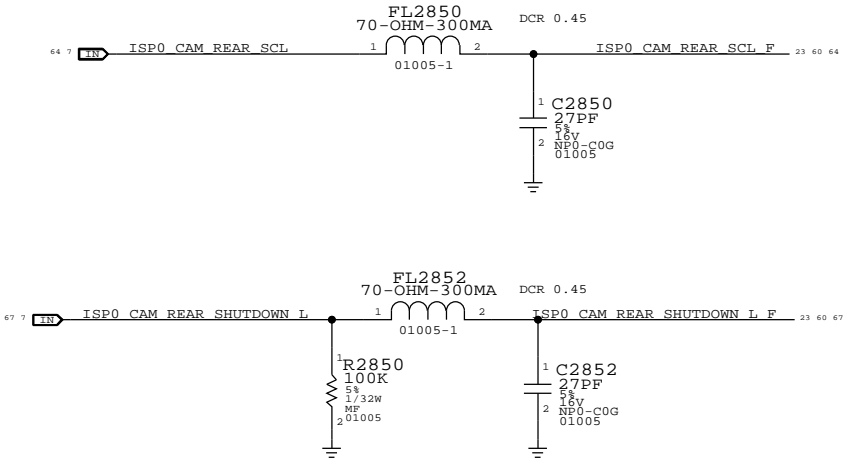 FL2850
70-OHM-300MA
DCR 0.45
64 7 IN ISP0_CAM_REAR_SCL 1 2 ISP0_CAM_REAR_SCL_F 23 60 64
01005-1
1 C2850
27PF
5%
16V
2 NP0-C0G
01005
FL2852
70-OHM-300MA
DCR 0.45
67 7 IN ISP0_CAM_REAR_SHUTDOWN_L 1 2 ISP0_CAM_REAR_SHUTDOWN_L_F 23 60 67
01005-1
1 R2850
100K
5%
1/32W
MF
2 01005
1 C2852
27PF
5%
16V
2 NP0-C0G
01005